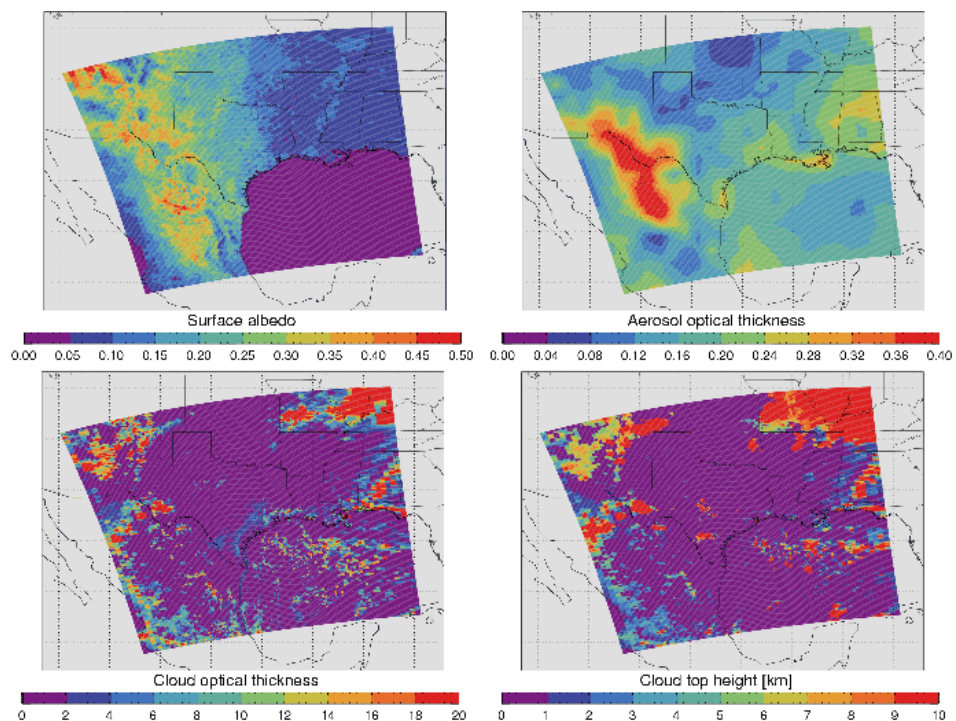 Surface albedo
Aerosol optical thickness
0.00 0.05 0.10 0.15 0.20 0.25 0.30 0.35 0.40 0.45 0.50
0.00 0.04 0.08 0.12 0.16 0.20 0.24 0.28 0.32 0.36 0.40
Cloud optical thickness
Cloud top height [km]
0 2 4 6 8 10 12 14 16 18 20
0 1 2 3 4 5 6 7 8 9 10